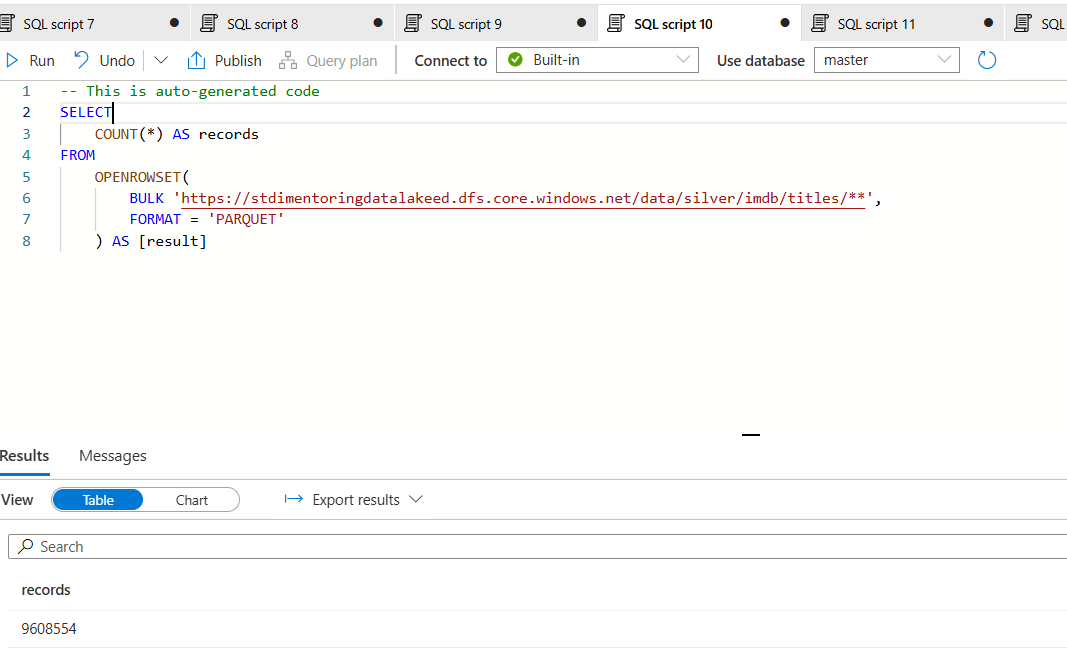 SQL script 7 SQL script 8 SQL script 9 SQL script 10 SQL script 11 SQL
Run Undo Publish Query plan Connect to Built-in Use database master
1 -- This is auto-generated code
2 SELECT
3 COUNT(*) AS records
4 FROM
5 OPENROWSET(
6 BULK 'https://stdimentoringdatalakeed.dfs.core.windows.net/data/silver/imdb/titles/**',
7 FORMAT = 'PARQUET'
8 ) AS [result]
Results Messages
View Table Chart Export results
Search
records
9608554